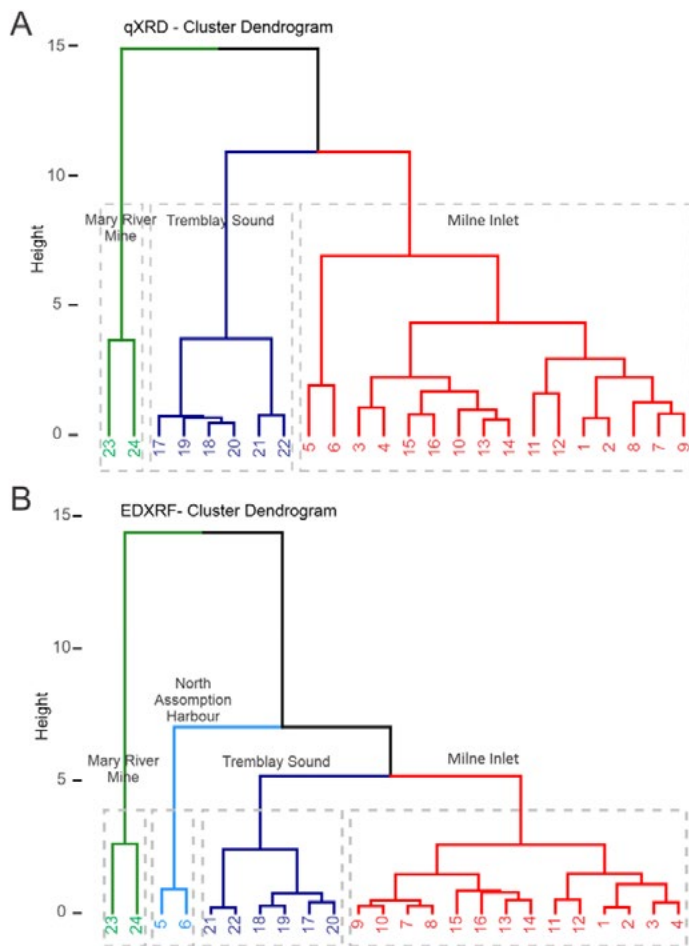 A
qXRD - Cluster Dendrogram
15
10
5
0
Height
Mary River
Mine
Tremblay Sound
Milne Inlet
23 24 17 19 18 20 21 22 5 6 3 4 15 16 10 13 14 11 12 1 2 8 7 9
B
EDXRF- Cluster Dendrogram
15
10
5
0
Height
North
Assomption
Harbour
Mary River
Mine
Tremblay Sound
Milne Inlet
23 24 5 6 21 22 18 19 17 20 9 10 7 8 15 16 13 14 11 12 1 2 3 4